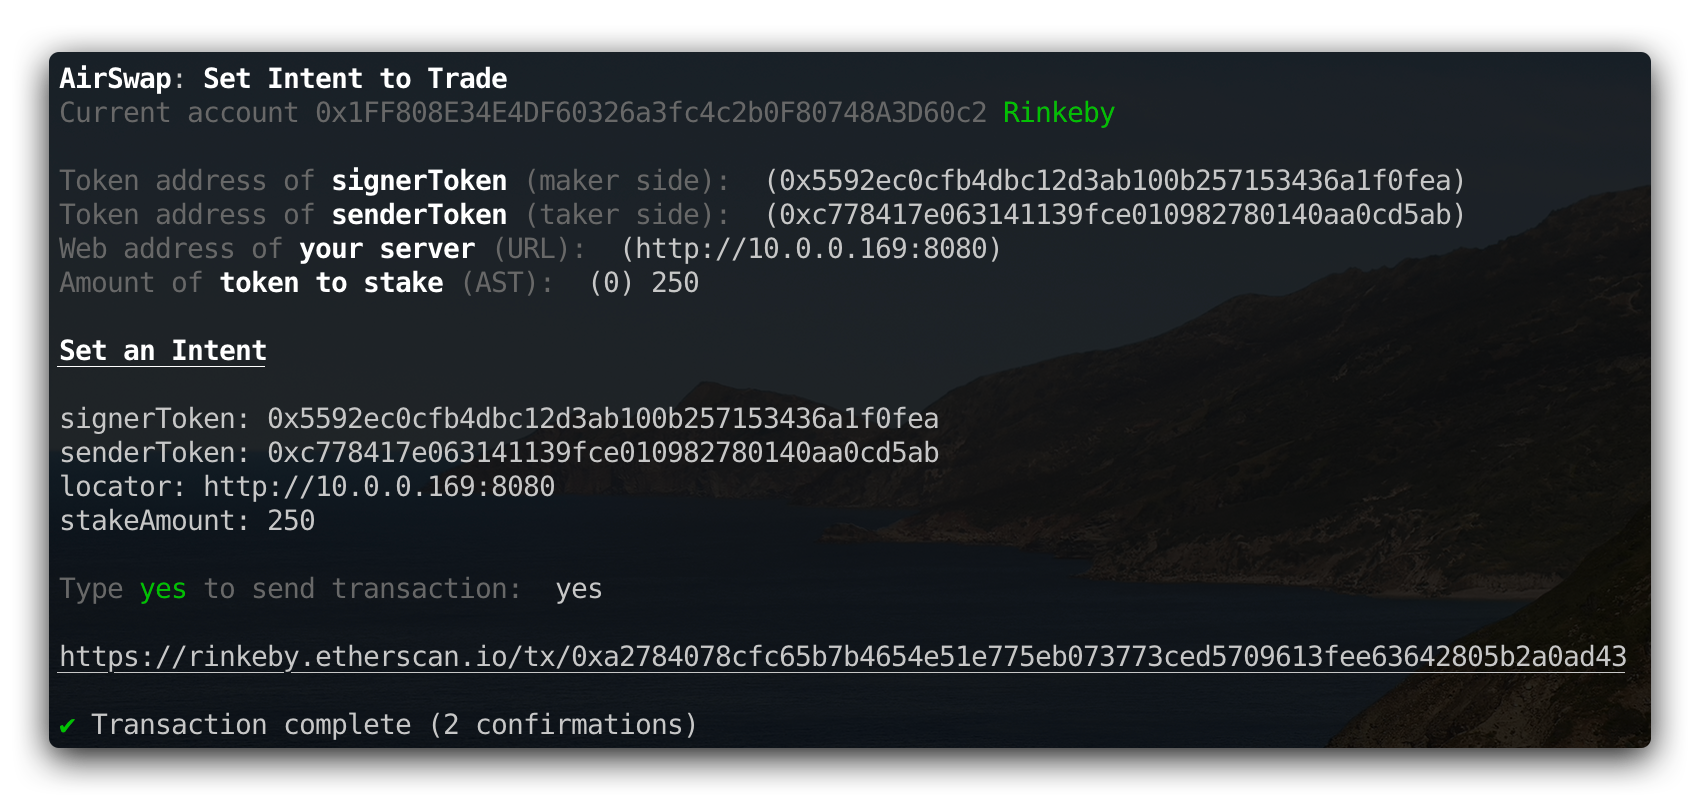 AirSwap: Set Intent to Trade
Current account 0x1FF808E34E4DF60326a3fc4c2b0F80748A3D60c2 Rinkeby
Token address of signerToken (maker side):  (0x5592ec0cfb4dbc12d3ab100b257153436a1f0fea)
Token address of senderToken (taker side):  (0xc778417e063141139fce010982780140aa0cd5ab)
Web address of your server (URL):  (http://10.0.0.169:8080)
Amount of token to stake (AST):  (0) 250
Set an Intent
signerToken: 0x5592ec0cfb4dbc12d3ab100b257153436a1f0fea
senderToken: 0xc778417e063141139fce010982780140aa0cd5ab
locator: http://10.0.0.169:8080
stakeAmount: 250
Type yes to send transaction:  yes
https://rinkeby.etherscan.io/tx/0xa2784078cfc65b7b4654e51e775eb073773ced5709613fee63642805b2a0ad43
✔ Transaction complete (2 confirmations)